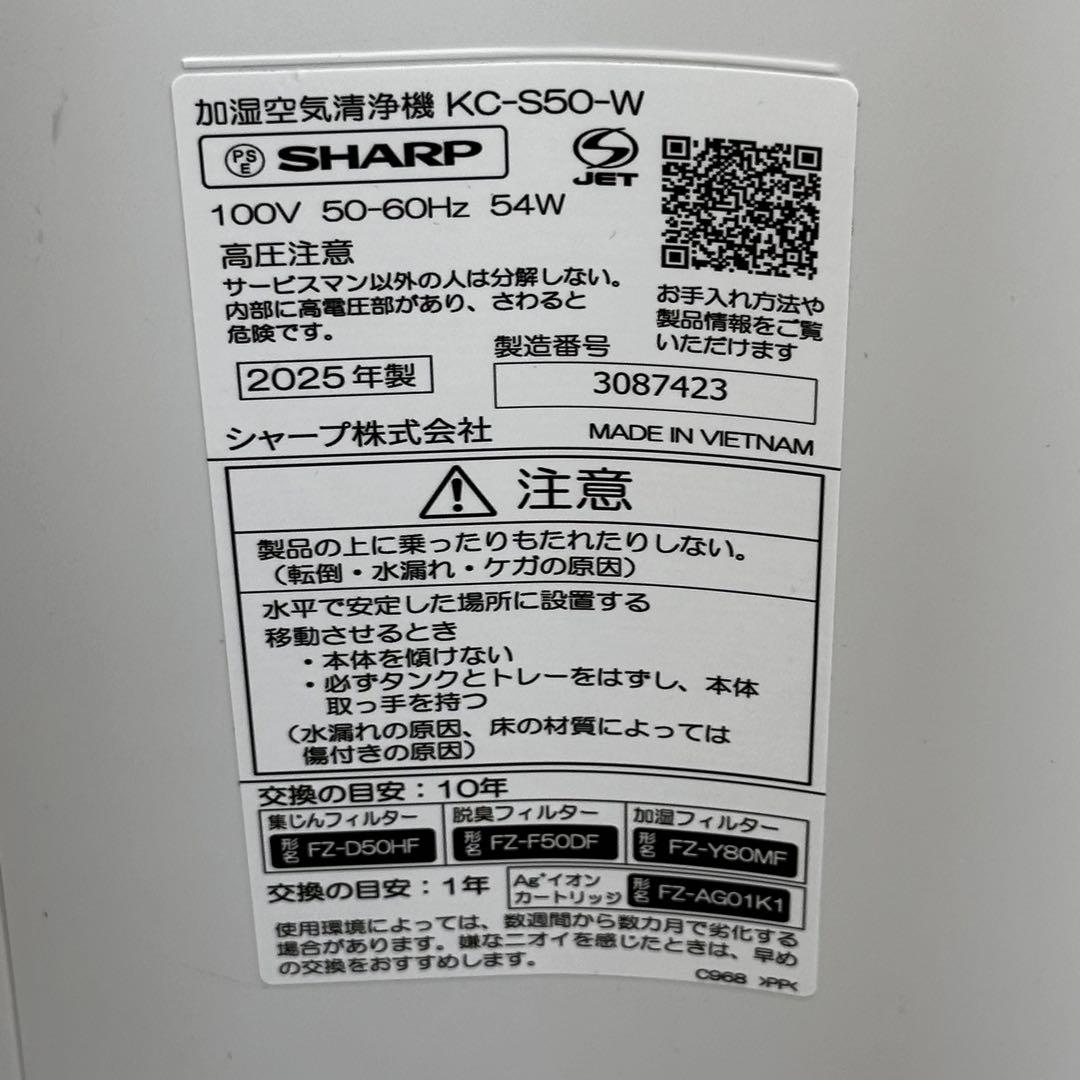 加湿空気清浄機 KC-S50-W
PSE SHARP
JET
100V 50-60Hz 54W
高圧注意
サービスマン以外の人は分解しない。
内部に高電圧部があり、さわると
危険です。
お手入れ方法や
製品情報をご覧
いただけます
2025年製
製造番号
3087423
シャープ株式会社
MADE IN VIETNAM
注意
製品の上に乗ったりもたれたりしない。
（転倒・水漏れ・ケガの原因）
水平で安定した場所に設置する
移動させるとき
・本体を傾けない
・必ずタンクとトレーをはずし、本体
取っ手を持つ
（水漏れの原因、床の材質によっては
傷付きの原因）
交換の目安：10年
集じんフィルター
形名 FZ-D50HF
脱臭フィルター
形名 FZ-F50DF
加湿フィルター
形名 FZ-Y80MF
交換の目安：1年
Ag⁺イオン
カートリッジ
形名 FZ-AG01K1
使用環境によっては、数週間から数カ月で劣化する
場合があります。嫌なニオイを感じたときは、早め
の交換をおすすめします。
C968 >PP<